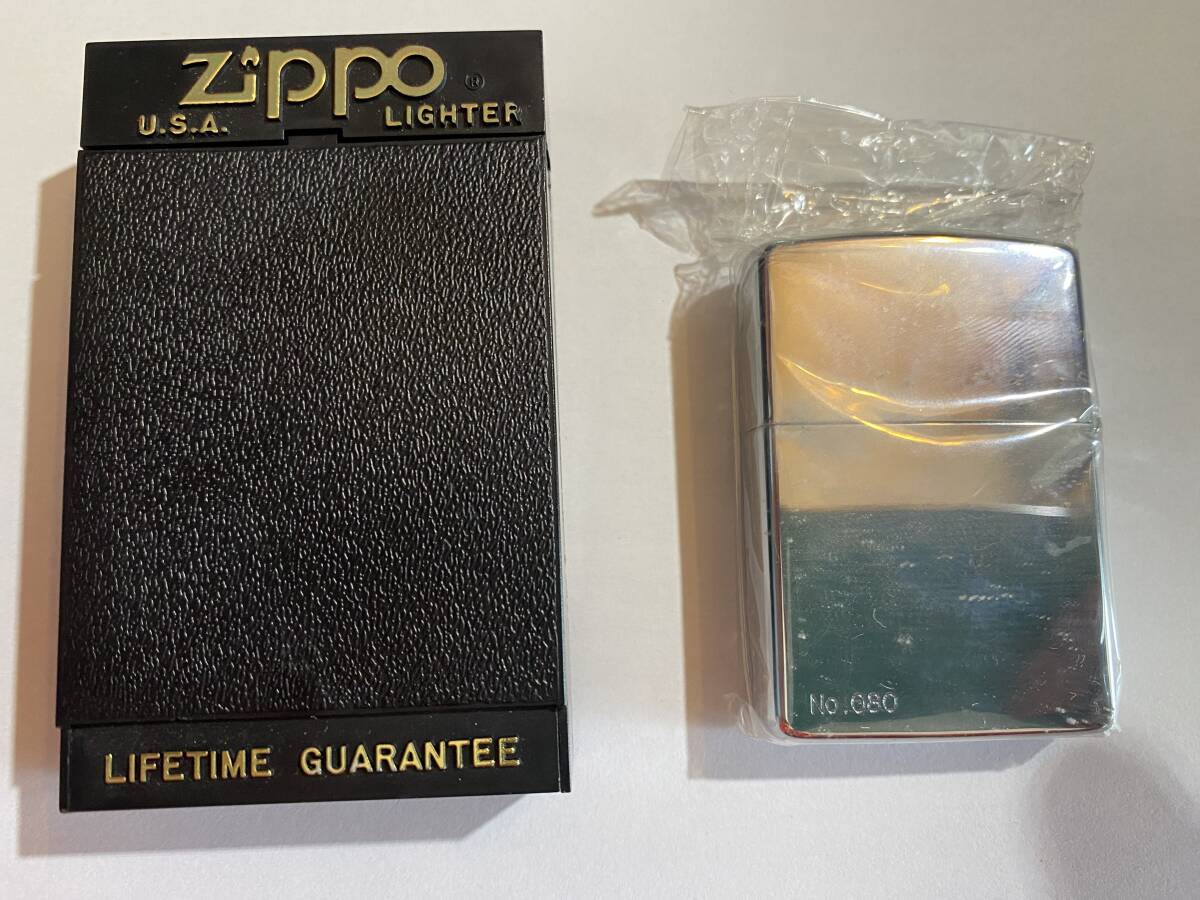 Zippo ®
U.S.A. LIGHTER
LIFETIME GUARANTEE
No.080